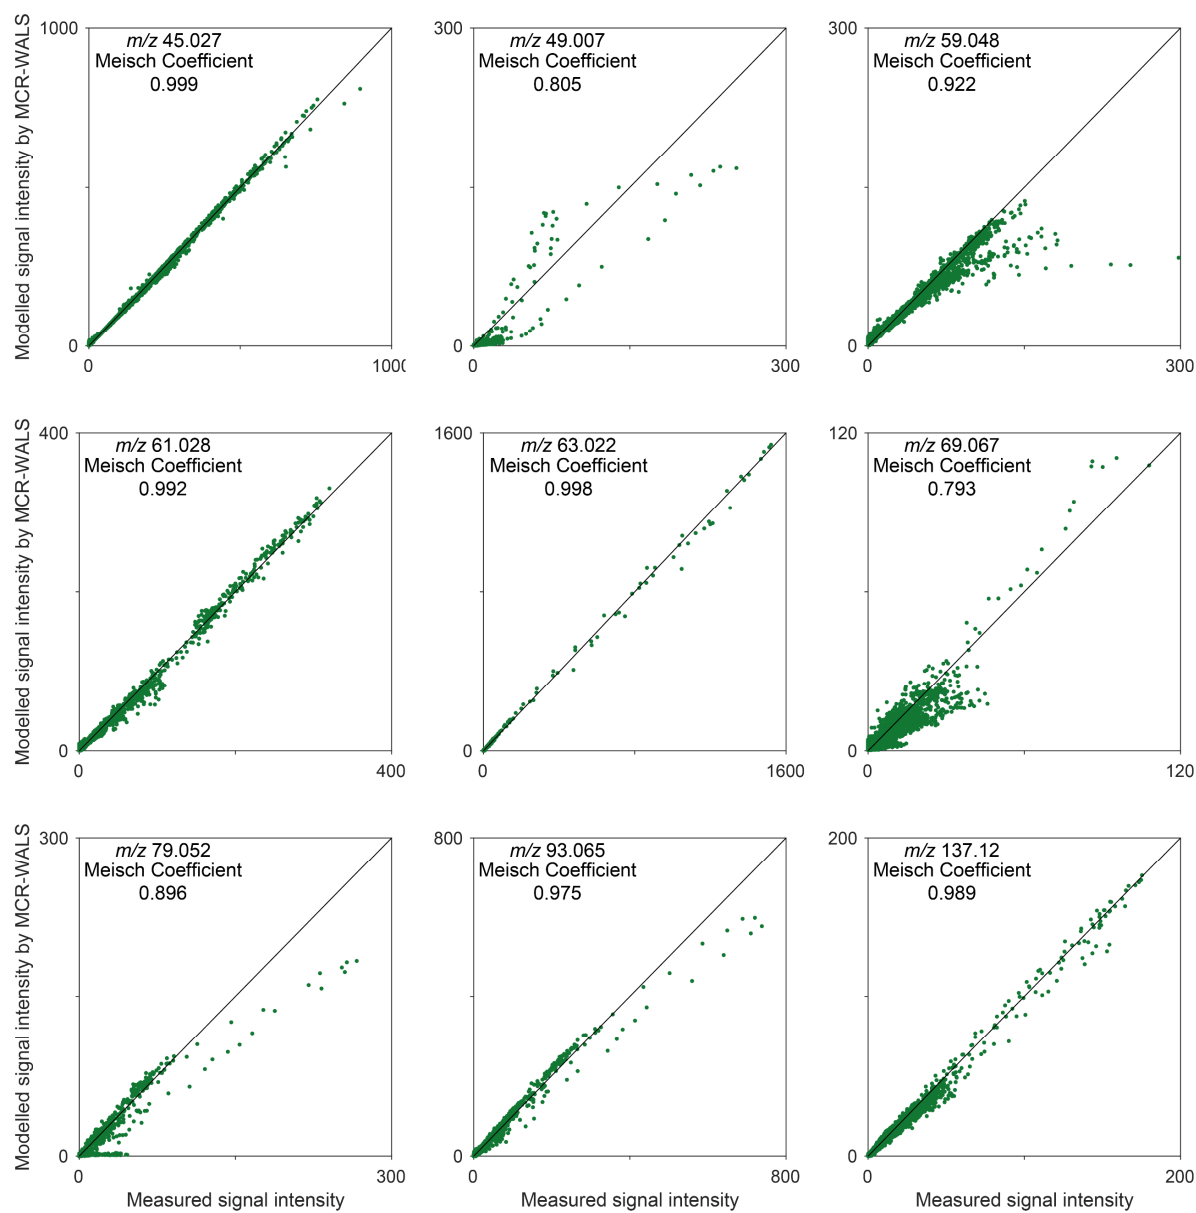 1000
m/z 45.027
Meisch Coefficient
0.999
0
0
100
Modelled signal intensity by MCR-WALS
300
m/z 49.007
Meisch Coefficient
0.805
0
0
300
300
m/z 59.048
Meisch Coefficient
0.922
0
0
300
400
m/z 61.028
Meisch Coefficient
0.992
0
0
400
Modelled signal intensity by MCR-WALS
1600
m/z 63.022
Meisch Coefficient
0.998
0
0
1600
120
m/z 69.067
Meisch Coefficient
0.793
0
0
120
300
m/z 79.052
Meisch Coefficient
0.896
0
0
300
Modelled signal intensity by MCR-WALS
Measured signal intensity
800
m/z 93.065
Meisch Coefficient
0.975
0
0
800
Measured signal intensity
200
m/z 137.12
Meisch Coefficient
0.989
0
0
200
Measured signal intensity